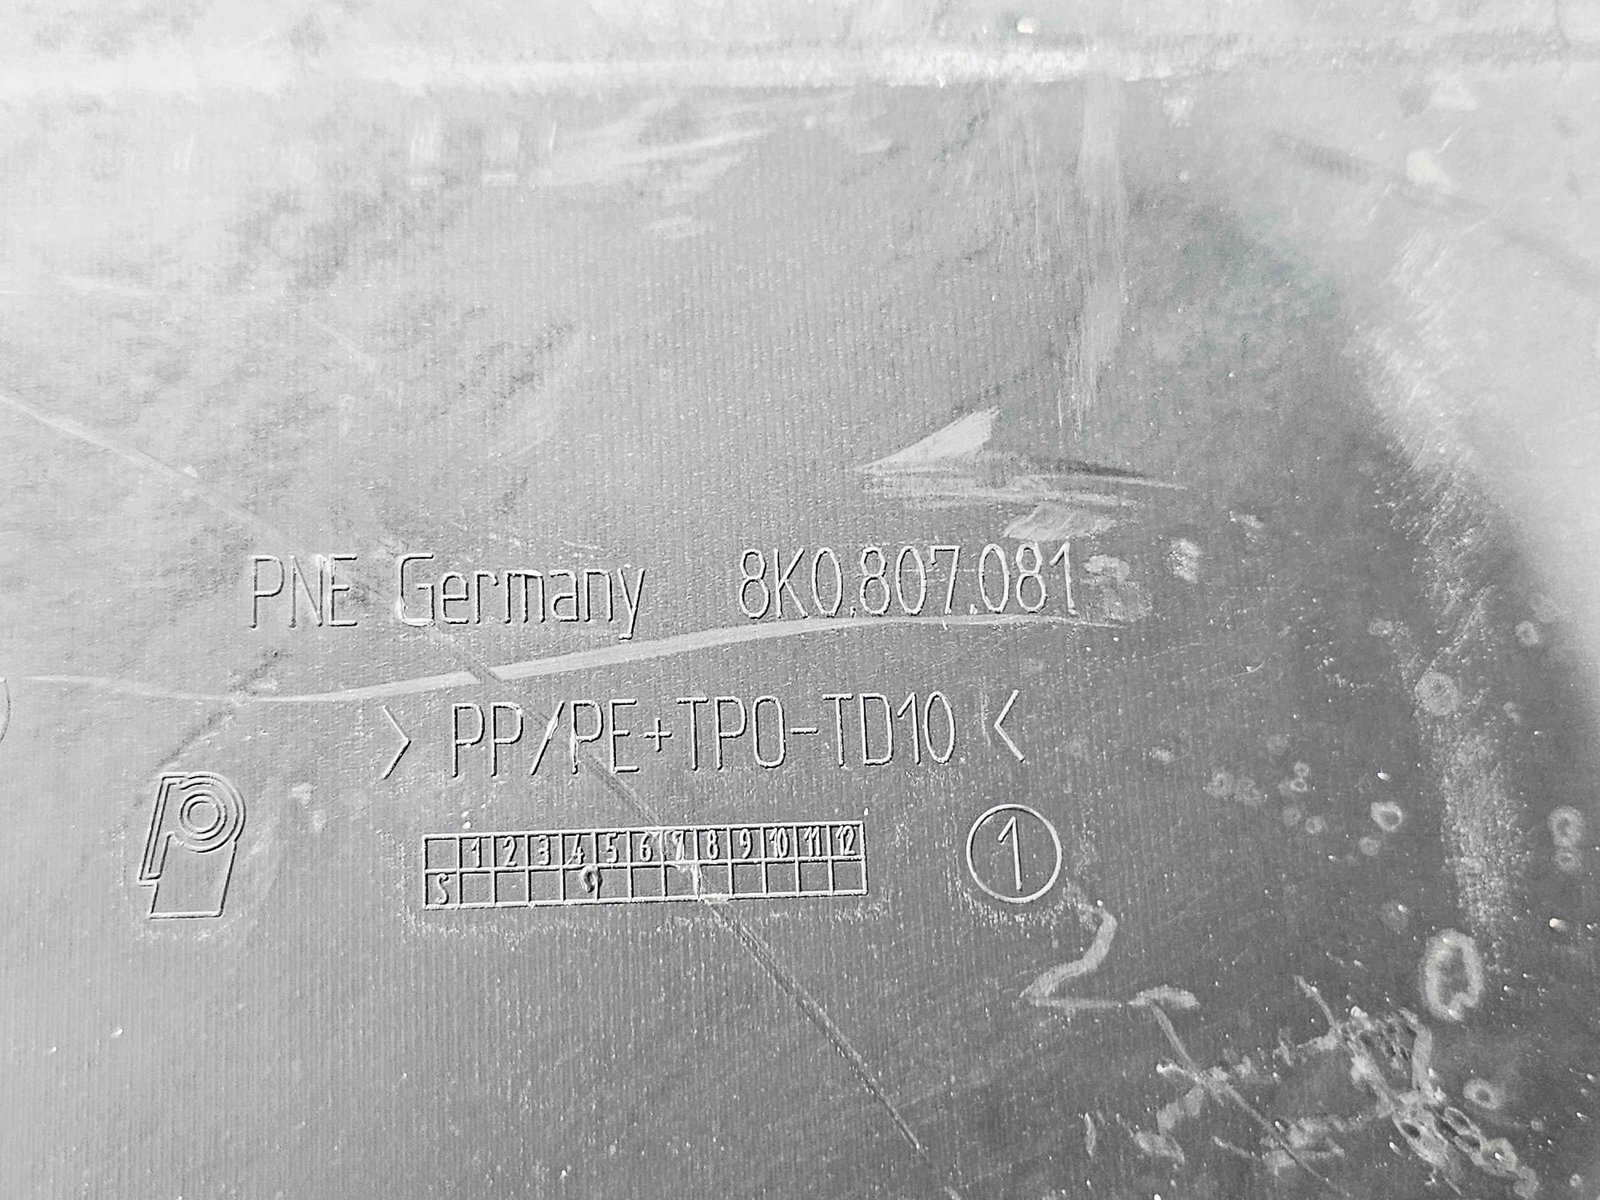 PNE Germany 8K0.807.081
> PP/PE+TPO-TD10 <
1 2 3 4 5 6 7 8 9 10 11 12
S 9
1